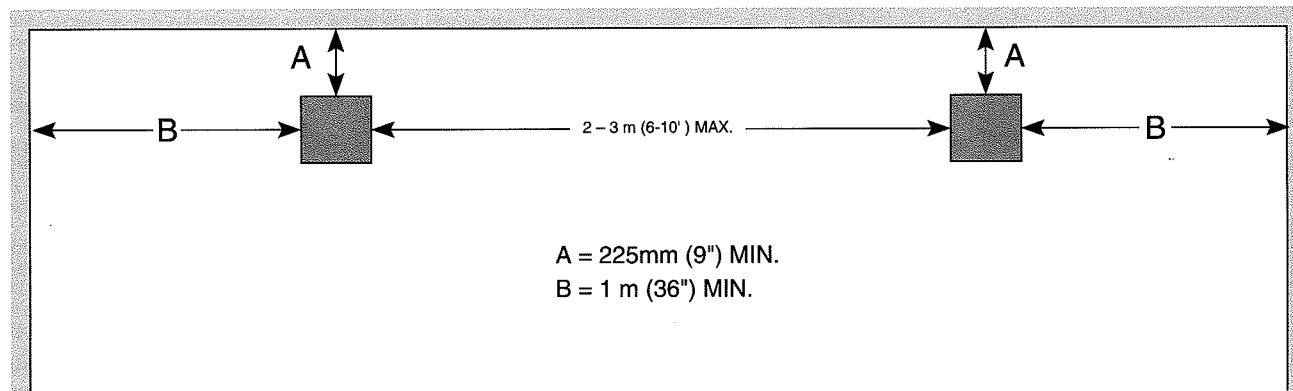 A
A
B
2 – 3 m (6-10' ) MAX.
B
A = 225mm (9") MIN.
B = 1 m (36") MIN.